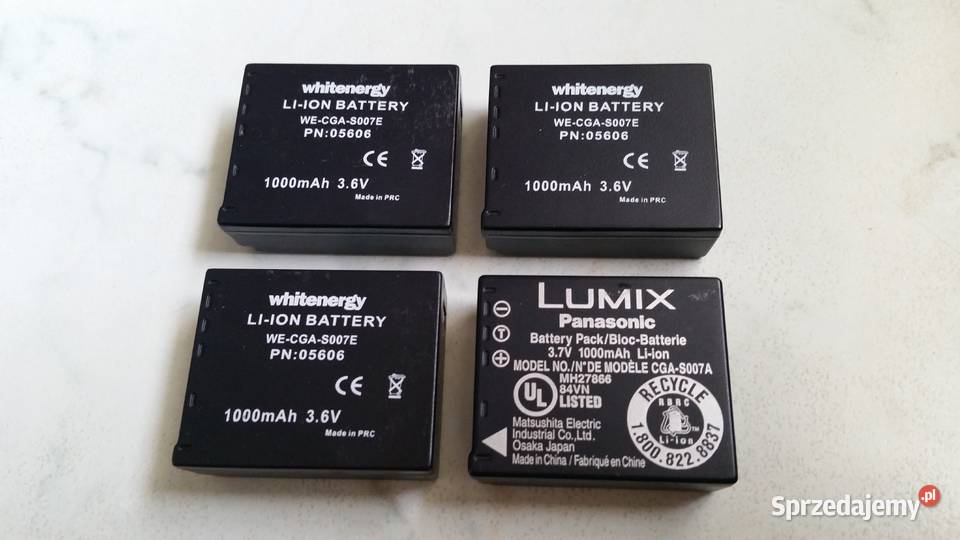 whitenergy
LI-ION BATTERY
WE-CGA-S007E
PN:05606
CE
1000mAh 3.6V
Made in PRC
whitenergy
LI-ION BATTERY
WE-CGA-S007E
PN:05606
CE
1000mAh 3.6V
Made in PRC
whitenergy
LI-ION BATTERY
WE-CGA-S007E
PN:05606
CE
1000mAh 3.6V
Made in PRC
LUMIX
Panasonic
Battery Pack/Bloc-Batterie
3.7V 1000mAh Li-ion
MODEL NO./N° DE MODÈLE CGA-S007A
MH27866
84VN
LISTED
UL
T
Matsushita Electric
Industrial Co.,Ltd.
Osaka Japan
Made in China / Fabriqué en Chine
RECYCLE
RBRC
Li-ion
TM
1.800.822.8837
Sprzedajemy.pl